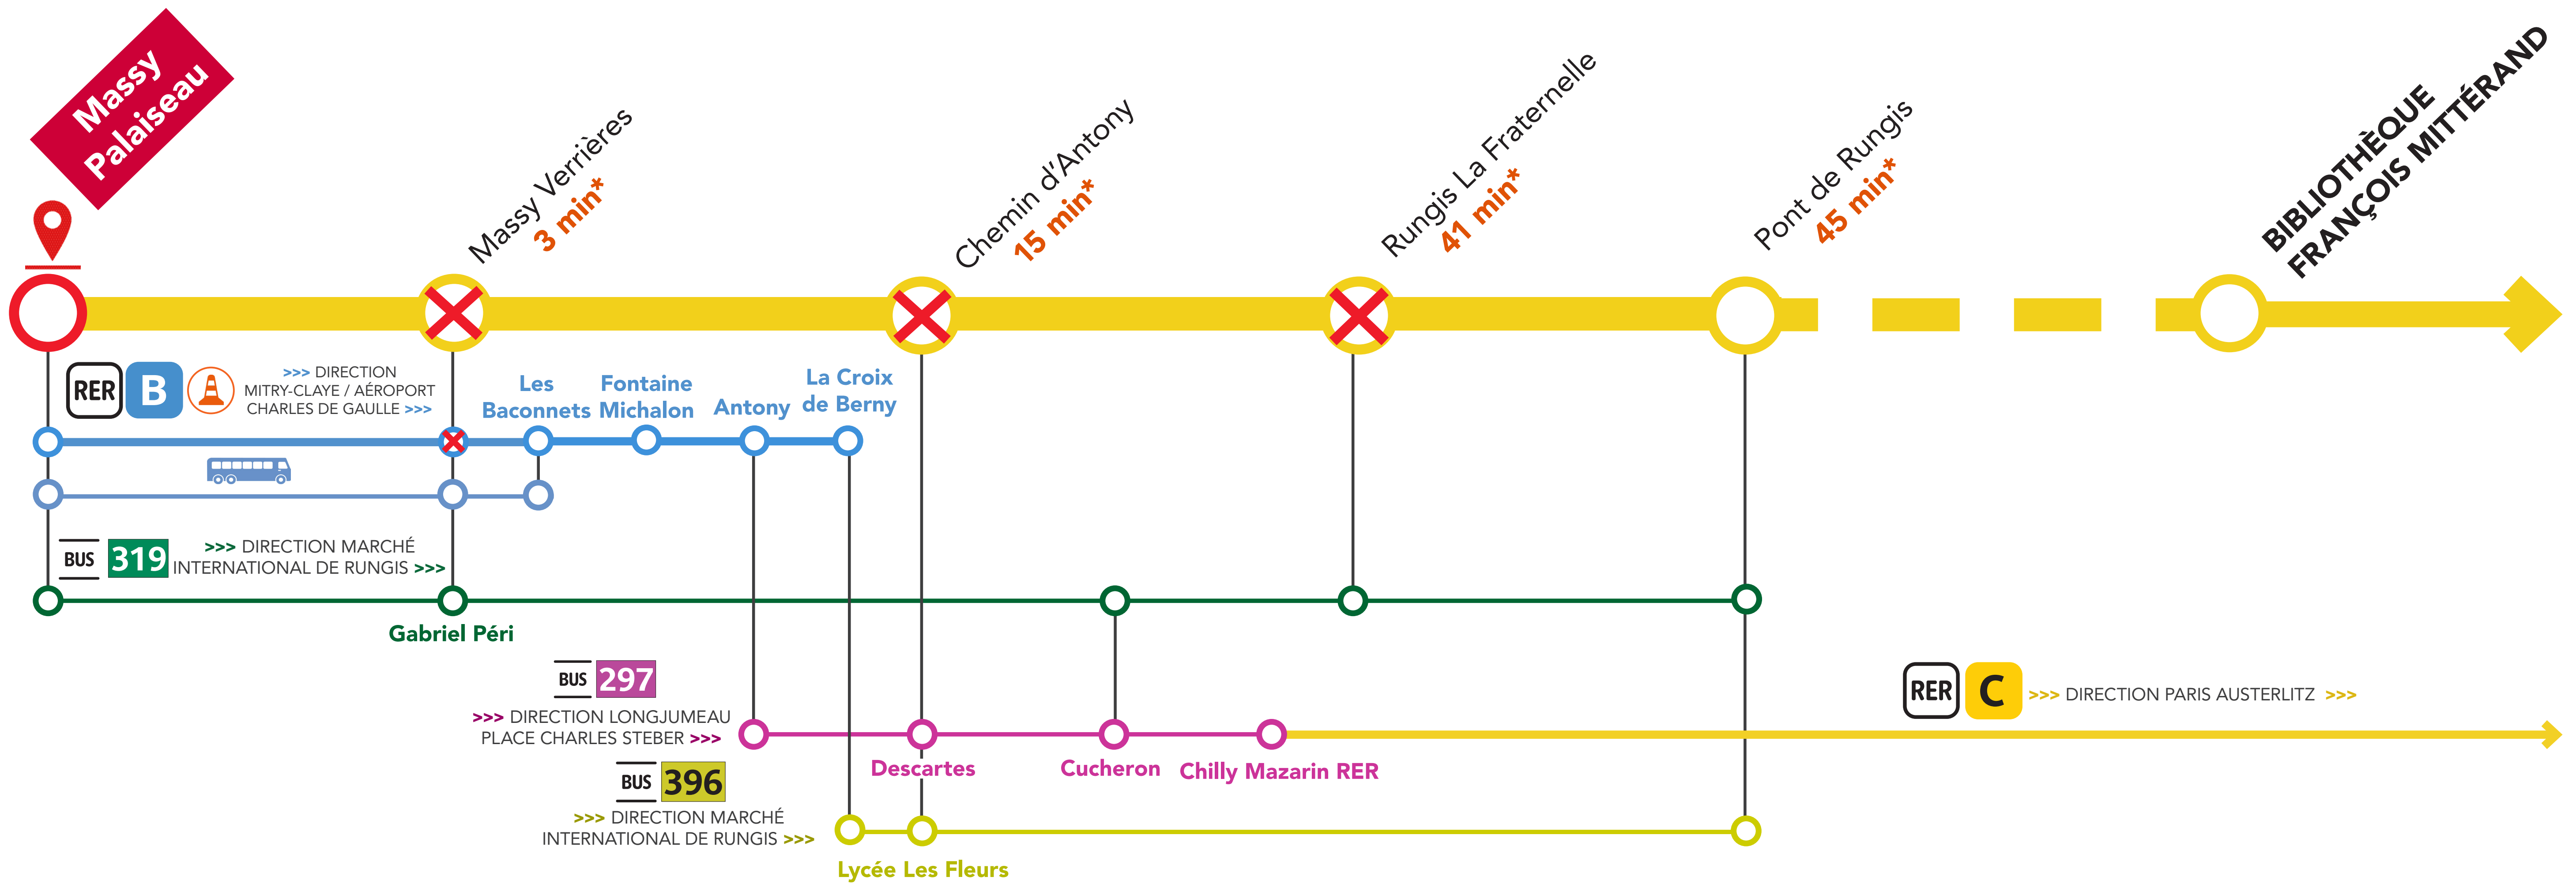 Massy
Palaiseau
Massy Verrières
3 min*
Chemin d'Antony
15 min*
Rungis La Fraternelle
41 min*
Pont de Rungis
45 min*
BIBLIOTHÈQUE
FRANÇOIS MITTÉRAND
RER B
>>> DIRECTION
MITRY-CLAYE / AÉROPORT
CHARLES DE GAULLE >>>
Les
Baconnets
Fontaine
Michalon
Antony
La Croix
de Berny
BUS 319
>>> DIRECTION MARCHÉ
INTERNATIONAL DE RUNGIS >>>
Gabriel Péri
BUS 297
>>> DIRECTION LONGJUMEAU
PLACE CHARLES STEBER >>>
Descartes
Cucheron
Chilly Mazarin RER
RER C
>>> DIRECTION PARIS AUSTERLITZ >>>
BUS 396
>>> DIRECTION MARCHÉ
INTERNATIONAL DE RUNGIS >>>
Lycée Les Fleurs